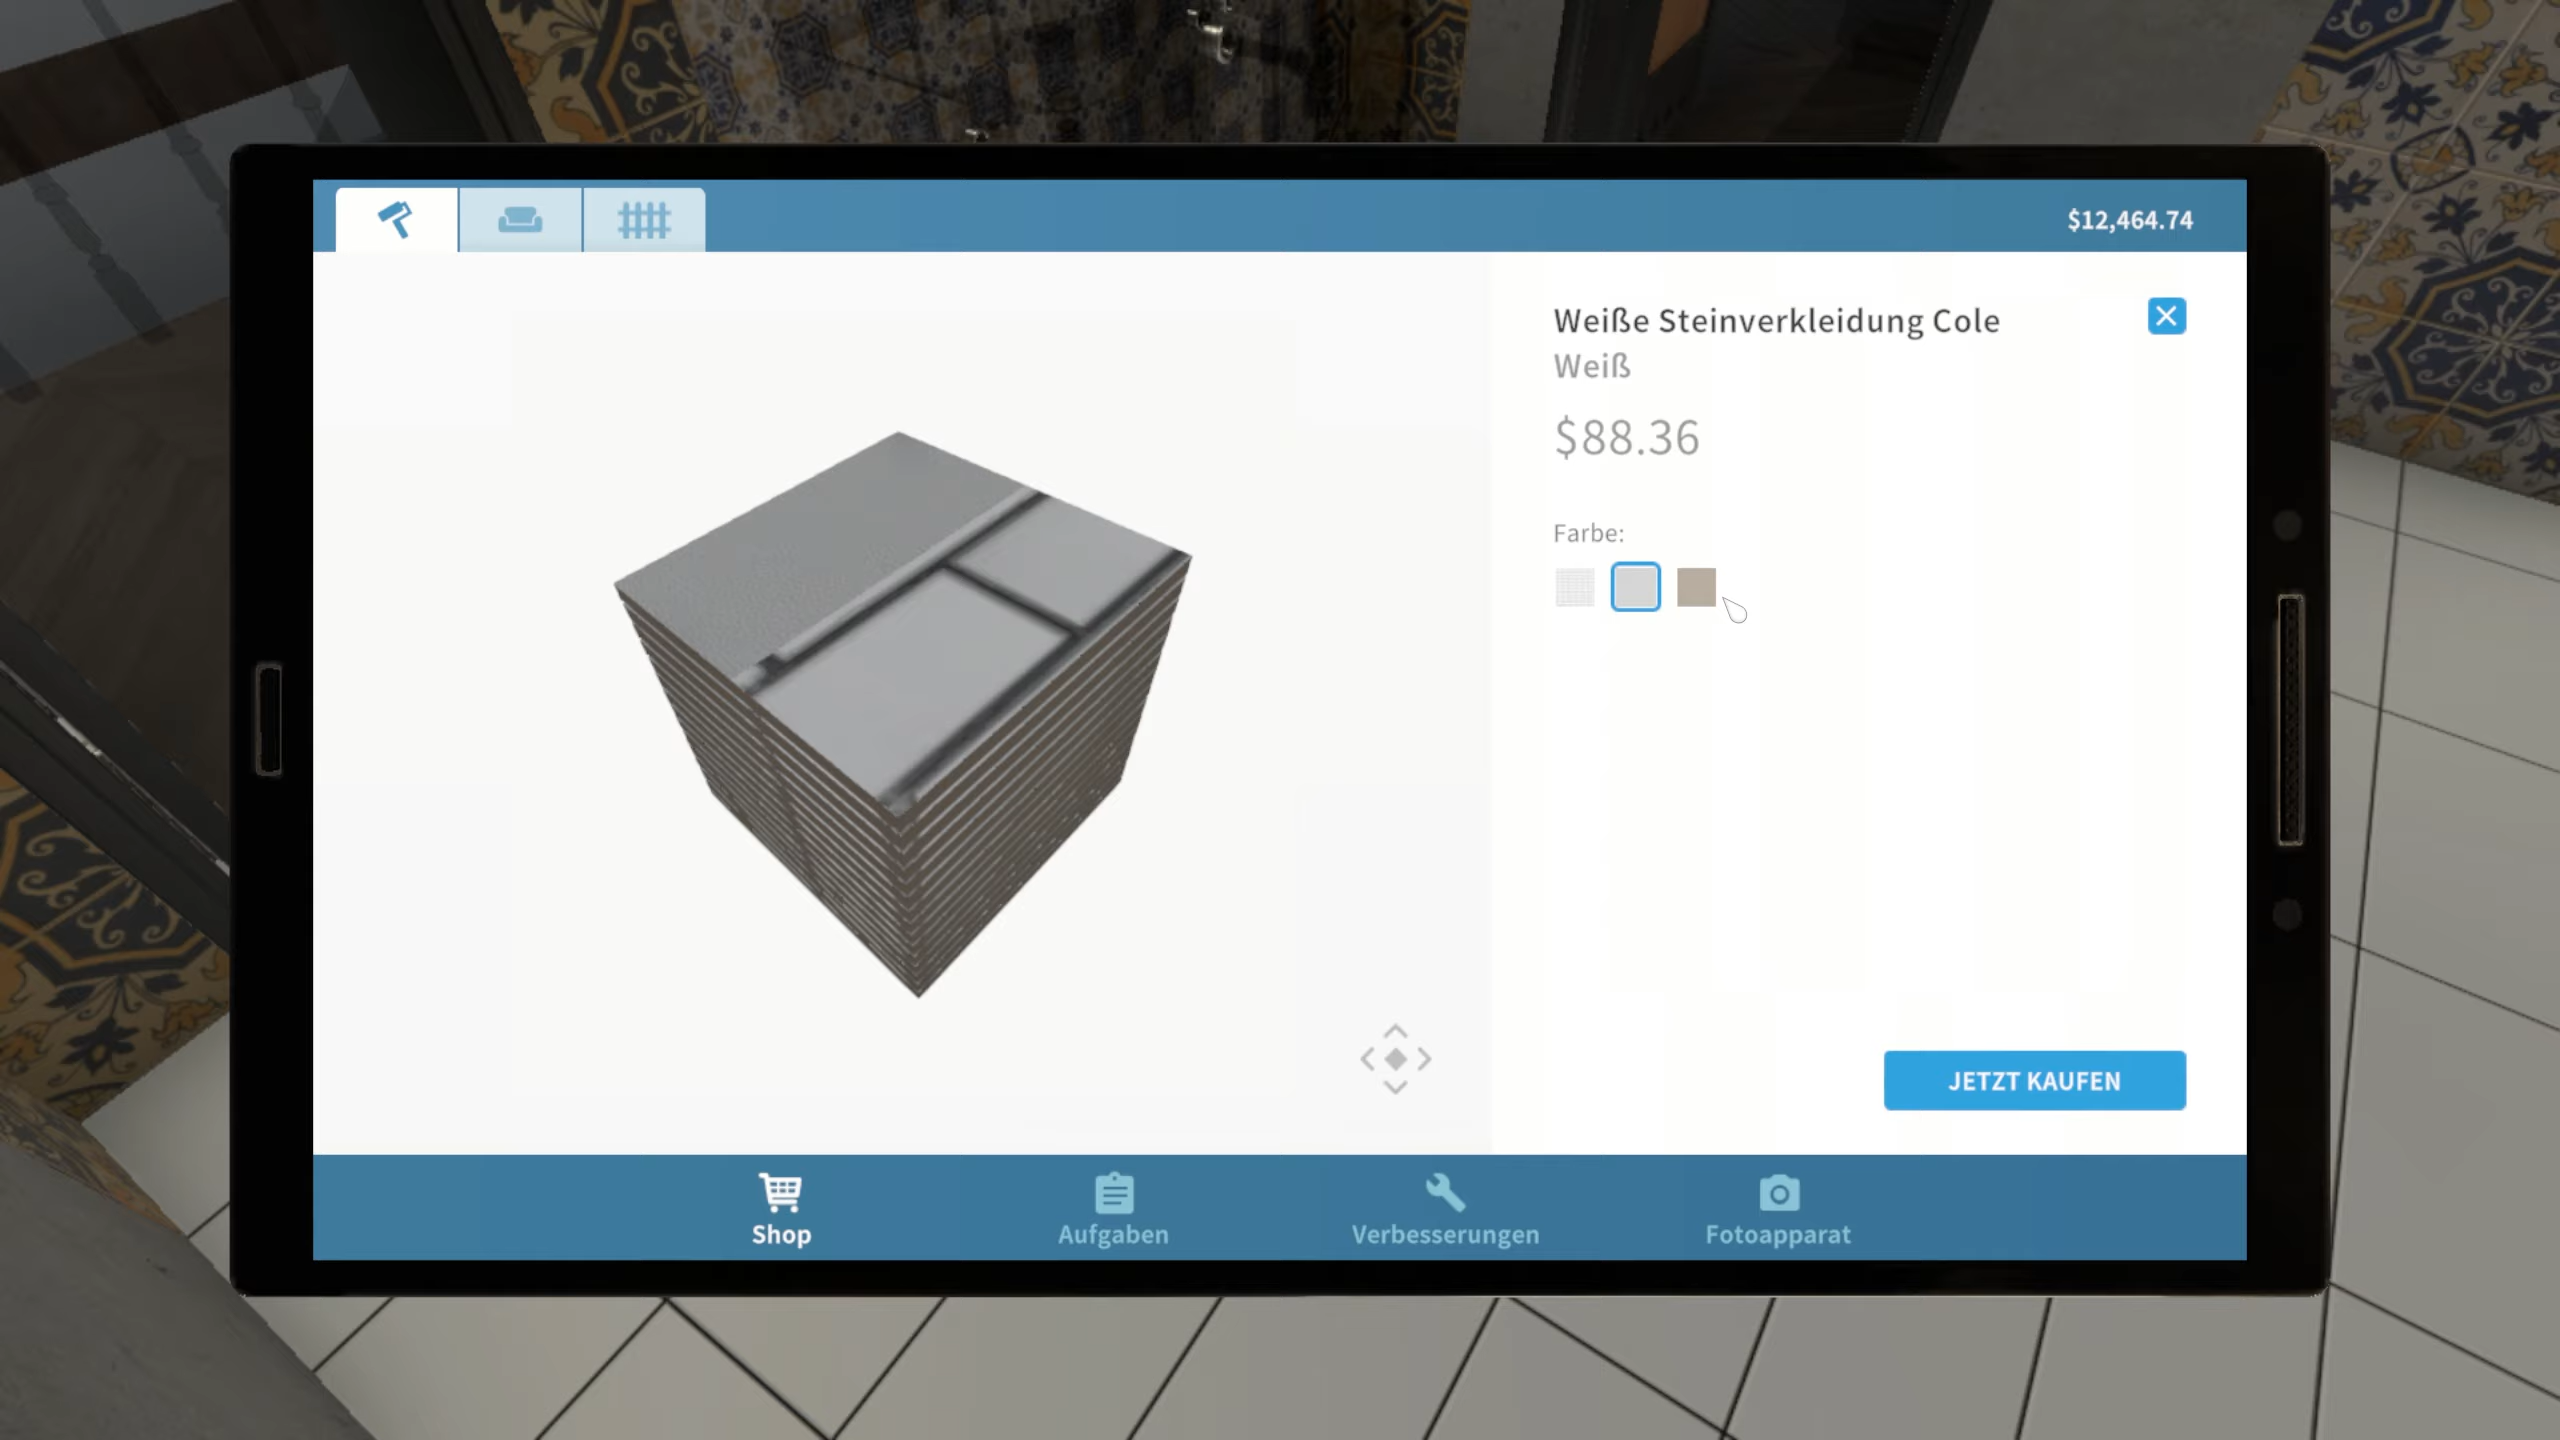 $12,464.74
Weiße Steinverkleidung Cole
Weiß
$88.36
Farbe:
JETZT KAUFEN
Shop
Aufgaben
Verbesserungen
Fotoapparat